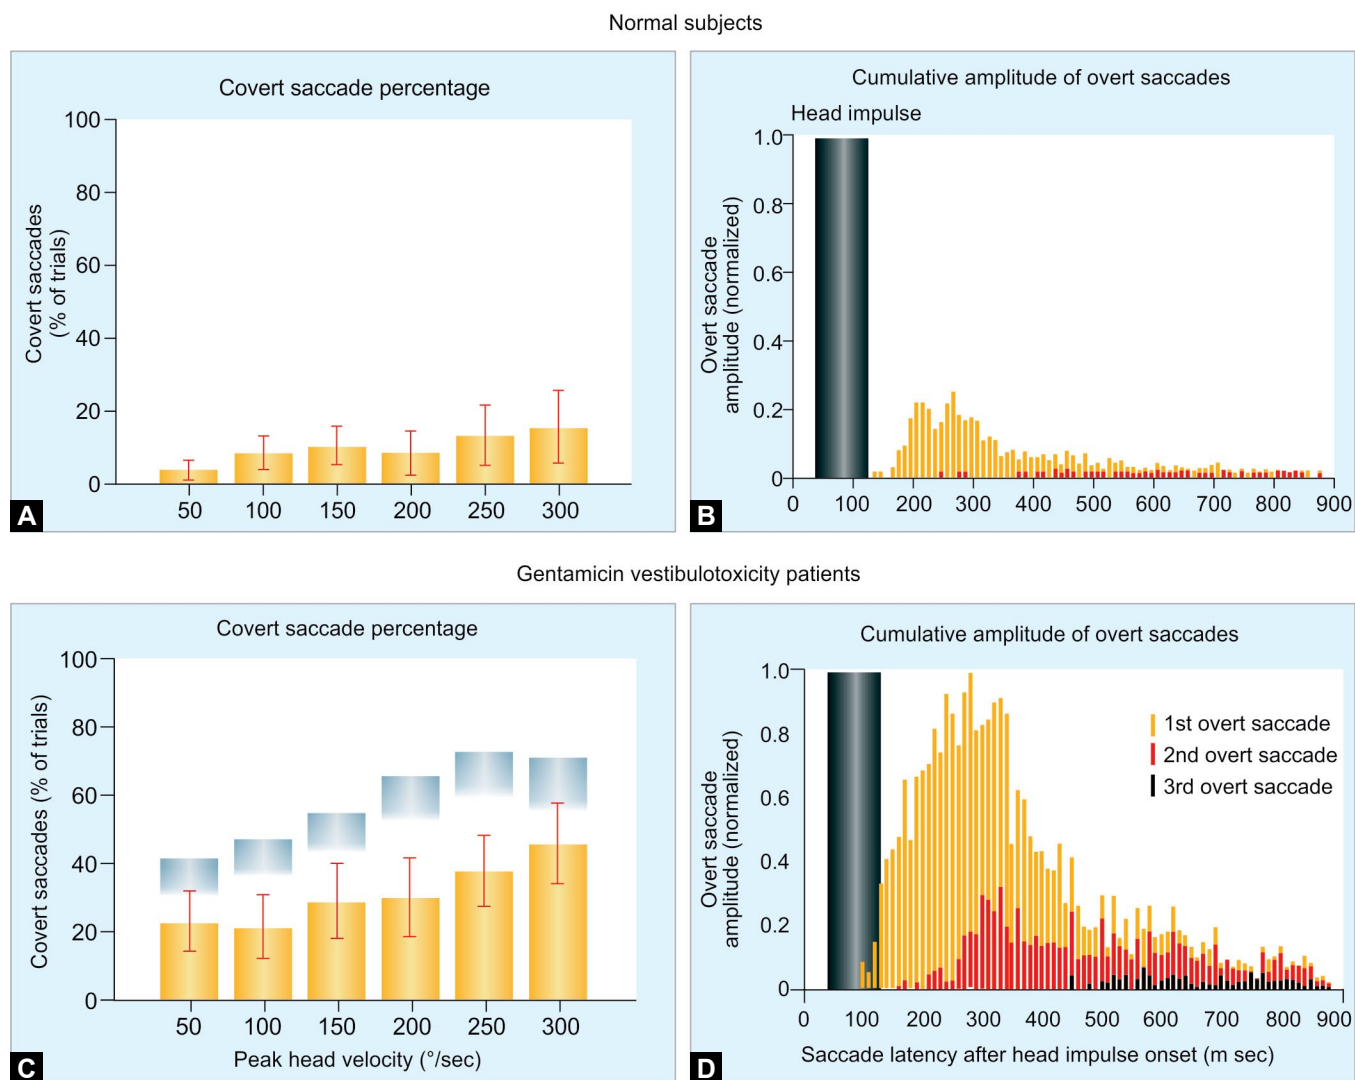 Normal subjects
Covert saccade percentage
Covert saccades
(% of trials)
100
80
60
40
20
0
50 100 150 200 250 300
A
Cumulative amplitude of overt saccades
Head impulse
Overt saccade
amplitude (normalized)
1.0
0.8
0.6
0.4
0.2
0
0 100 200 300 400 500 600 700 800 900
B
Gentamicin vestibulotoxicity patients
Covert saccade percentage
Covert saccades (% of trials)
100
80
60
40
20
0
50 100 150 200 250 300
Peak head velocity (°/sec)
C
Cumulative amplitude of overt saccades
Overt saccade
amplitude (normalized)
1.0
0.8
0.6
0.4
0.2
0
1st overt saccade
2nd overt saccade
3rd overt saccade
0 100 200 300 400 500 600 700 800 900
Saccade latency after head impulse onset (m sec)
D